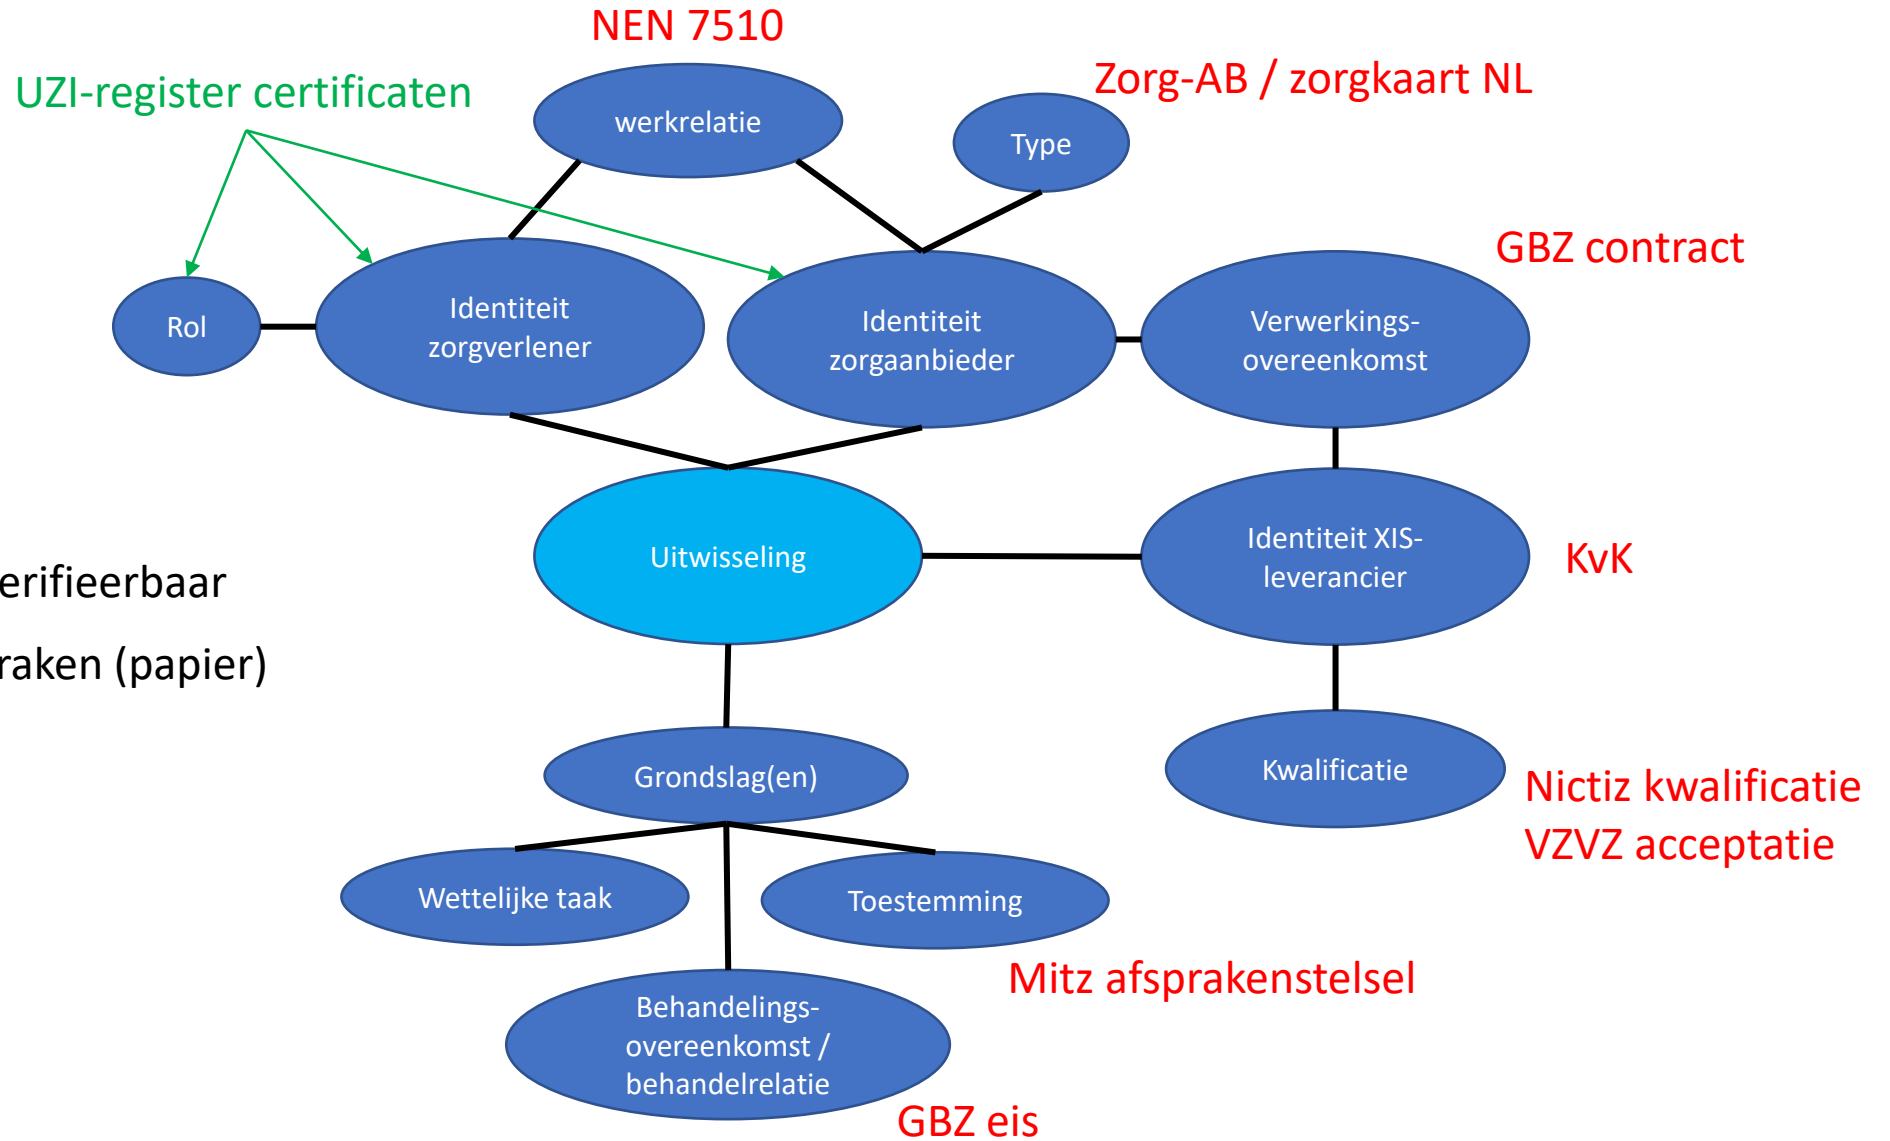 NEN 7510
UZI-register certificaten
Zorg-AB / zorgkaart NL
werkrelatie
Type
GBZ contract
Rol
Identiteit
zorgverlener
Identiteit
zorgaanbieder
Verwerkings-
overeenkomst
Uitwisseling
Identiteit XIS-
leverancier
KvK
erifieerbaar
raken (papier)
Grondslag(en)
Kwalificatie
Nictiz kwalificatie
VZVZ acceptatie
Wettelijke taak
Toestemming
Mitz afsprakenstelsel
Behandelings-
overeenkomst /
behandelrelatie
GBZ eis